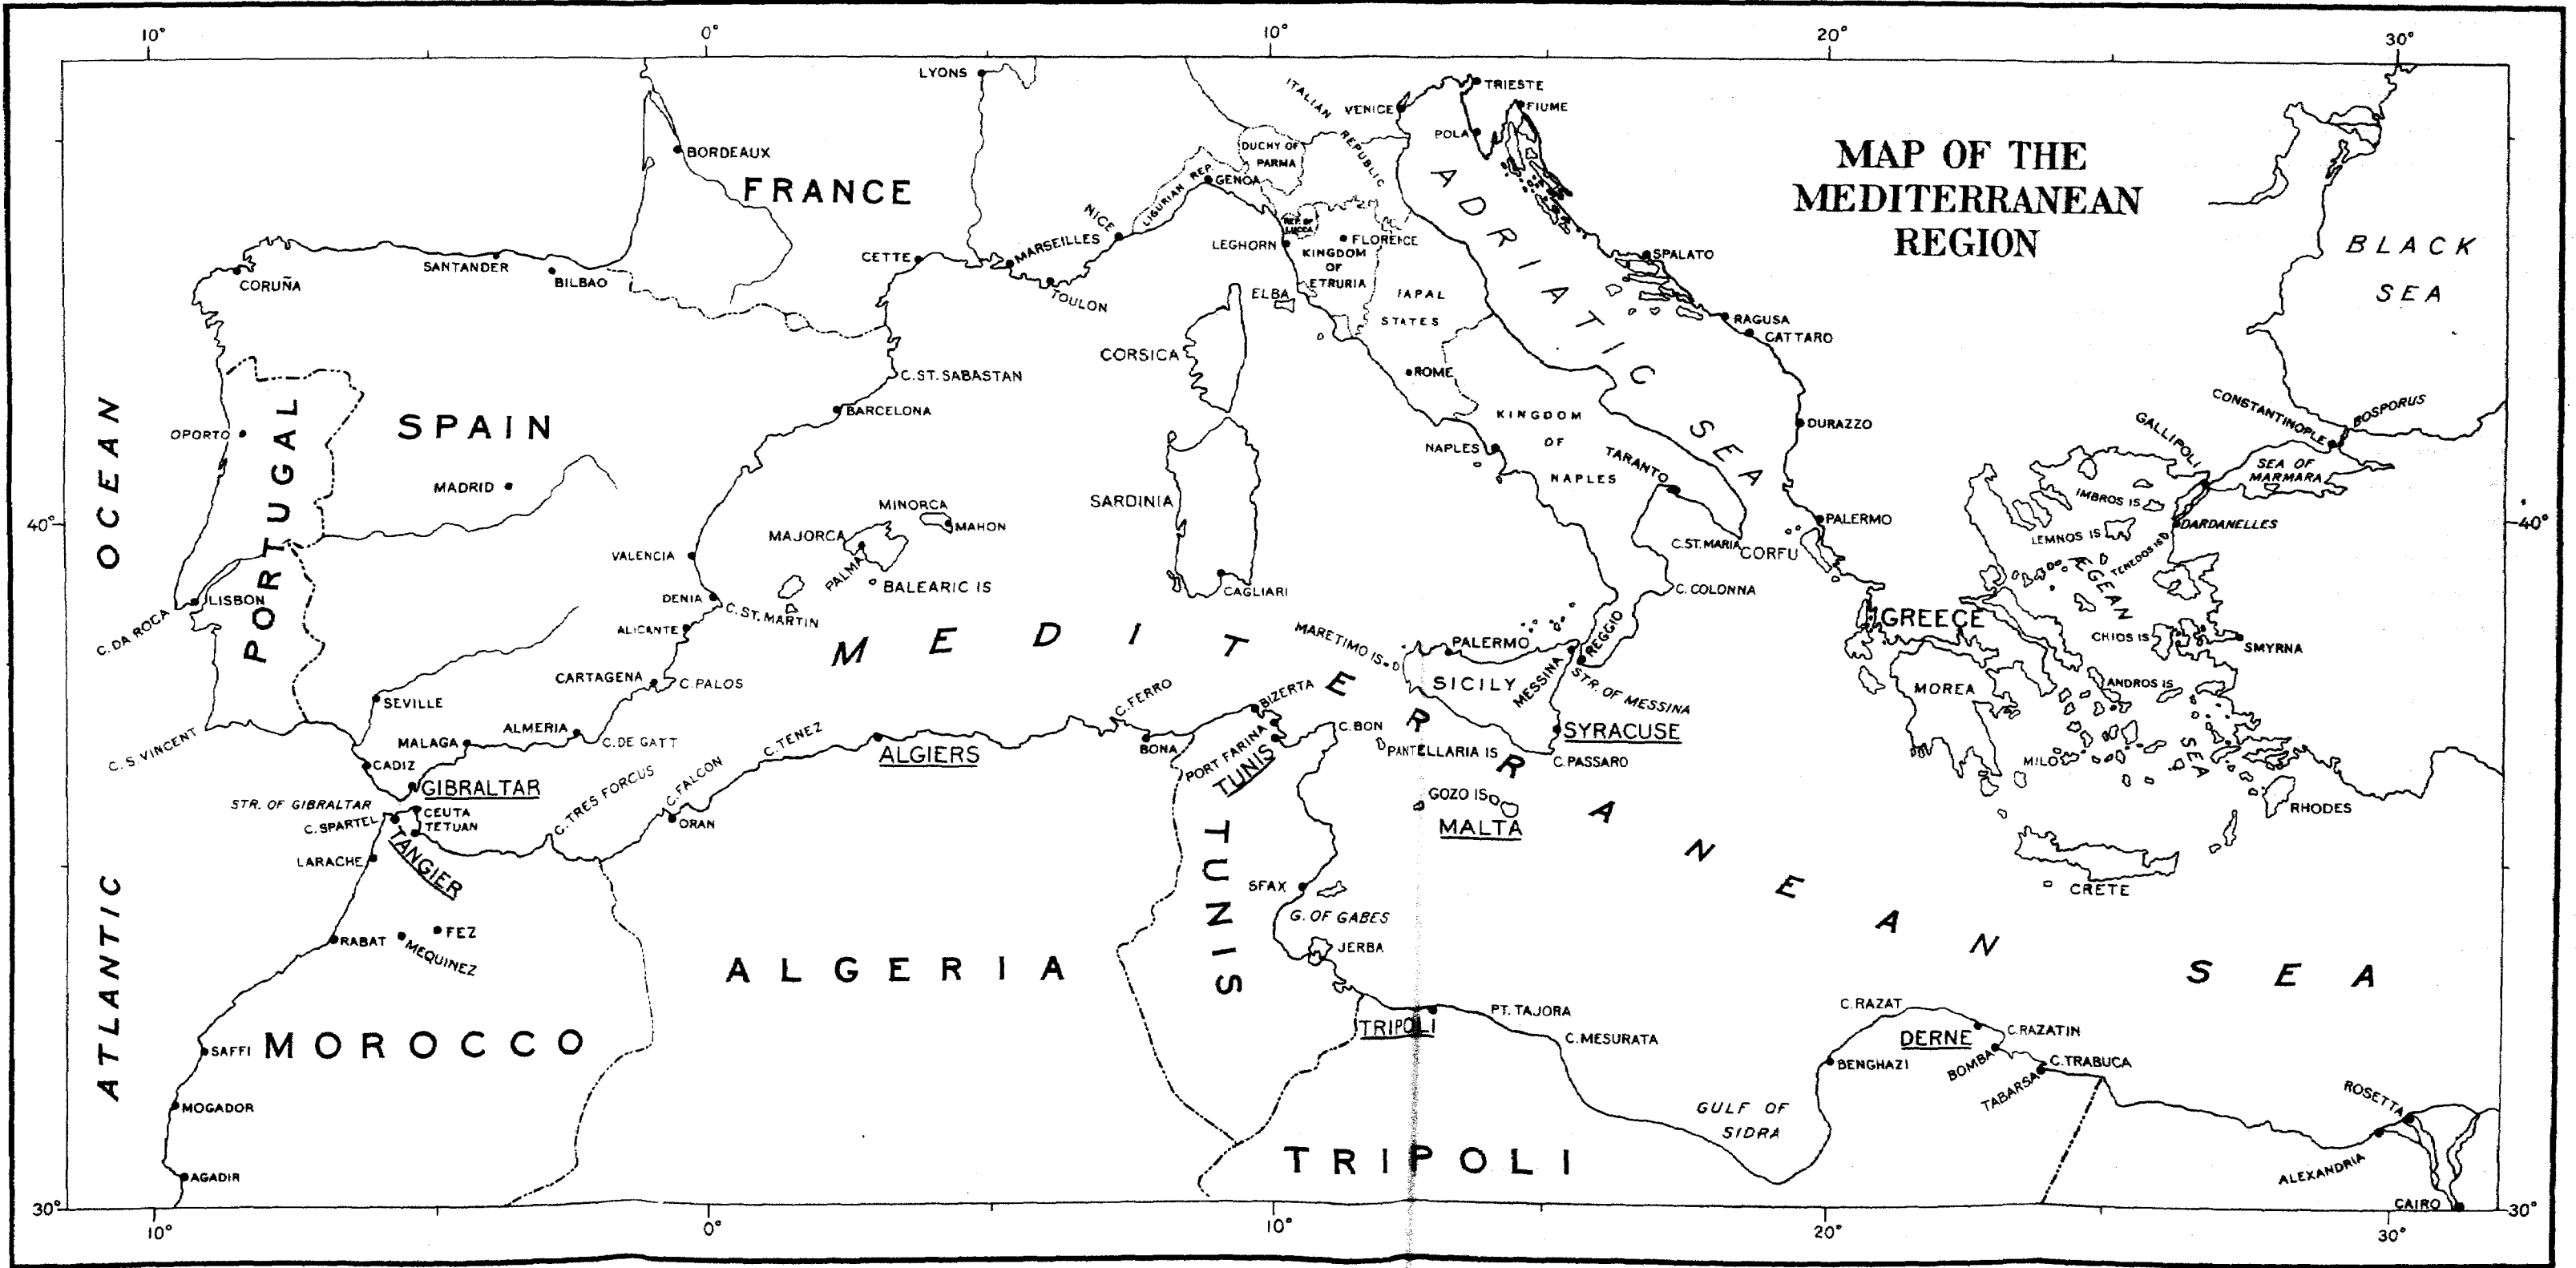 10°
0°
10°
20°
30°
MAP OF THE
MEDITERRANEAN
REGION
LYONS
BORDEAUX
FRANCE
ITALIAN
REPUBLIC
VENICE
TRIESTE
FIUME
POLA
DUCHY OF
PARMA
LIGURIAN REP.
GENOA
NICE
REP. OF
LUCCA
LEGHORN
FLORENCE
KINGDOM
OF
ETRURIA
ELBA
IAPAL
STATES
ROME
ADRIATIC SEA
SPALATO
RAGUSA
CATTARO
DURAZZO
BLACK
SEA
CORUÑA
SANTANDER
BILBAO
CETTE
MARSEILLES
TOULON
CORSICA
C. ST. SABASTAN
BARCELONA
ATLANTIC OCEAN
OPORTO
PORTUGAL
SPAIN
MADRID
KINGDOM
OF
NAPLES
NAPLES
TARANTO
CONSTANTINOPLE
BOSPORUS
GALLIPOLI
SEA OF
MARMARA
DARDANELLES
IMBROS IS
LEMNOS IS
TENEDOS IS
40°
40°
MINORCA
MAHON
MAJORCA
PALMA
BALEARIC IS
SARDINIA
CAGLIARI
VALENCIA
DENIA
C. ST. MARTIN
ALICANTE
PALERMO
C. ST. MARIA
CORFU
C. COLONNA
GREECE
ÆGEAN
SEA
CHIOS IS
SMYRNA
ANDROS IS
MOREA
MILO
RHODES
CRETE
LISBON
C. DA ROCA
C. S. VINCENT
SEVILLE
CADIZ
MALAGA
ALMERIA
C. DE GATT
CARTAGENA
C. PALOS
GIBRALTAR
STR. OF GIBRALTAR
C. SPARTEL
CEUTA
TETUAN
TANGIER
LARACHE
C. TRES FORCUS
C. FALCON
ORAN
C. TENEZ
ALGIERS
C. FERRO
BONA
BIZERTA
PORT FARINA
TUNIS
C. BON
MARETIMO IS.
PALERMO
SICILY
MESSINA
REGGIO
STR. OF MESSINA
SYRACUSE
C. PASSARO
PANTELLARIA IS
GOZO IS
MALTA
MEDITERRANEAN SEA
RABAT
MEQUINEZ
FEZ
SAFFI
MOROCCO
MOGADOR
AGADIR
ALGERIA
TUNIS
SFAX
G. OF GABES
JERBA
TRIPOLI
PT. TAJORA
C. MESURATA
TRIPOLI
GULF OF
SIDRA
C. RAZAT
DERNE
C. RAZATIN
BENGHAZI
BOMBA
C. TRABUCA
TABARSA
ROSETTA
ALEXANDRIA
CAIRO
30°
30°
10°
0°
10°
20°
30°